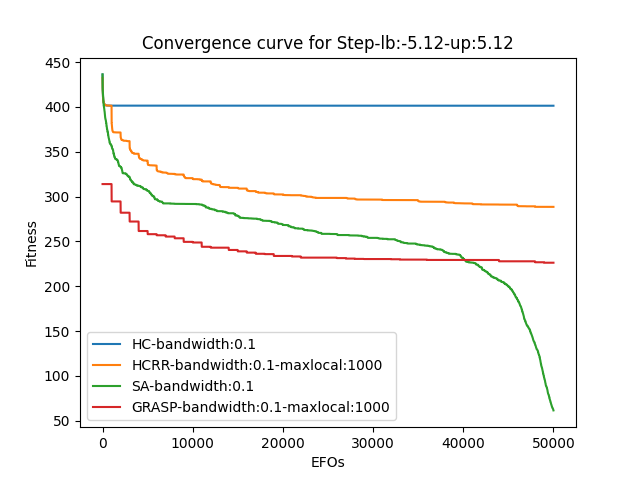 Convergence curve for Step-lb:-5.12-up:5.12
450
400
350
300
250
200
150
100
50
Fitness
HC-bandwidth:0.1
HCRR-bandwidth:0.1-maxlocal:1000
SA-bandwidth:0.1
GRASP-bandwidth:0.1-maxlocal:1000
0 10000 20000 30000 40000 50000
EFOs